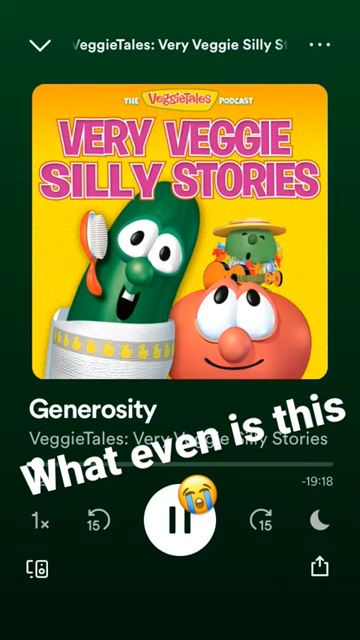 VeggieTales: Very Veggie Silly St
THE VeggieTales PODCAST
VERY VEGGIE
SILLY STORIES
Generosity
VeggieTales: Very Veggie Silly Stories
What even is this
-19:18
1x
15
15